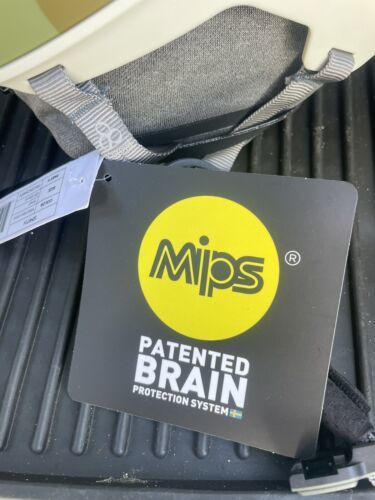 Mips
®
PATENTED
BRAIN
PROTECTION SYSTEM